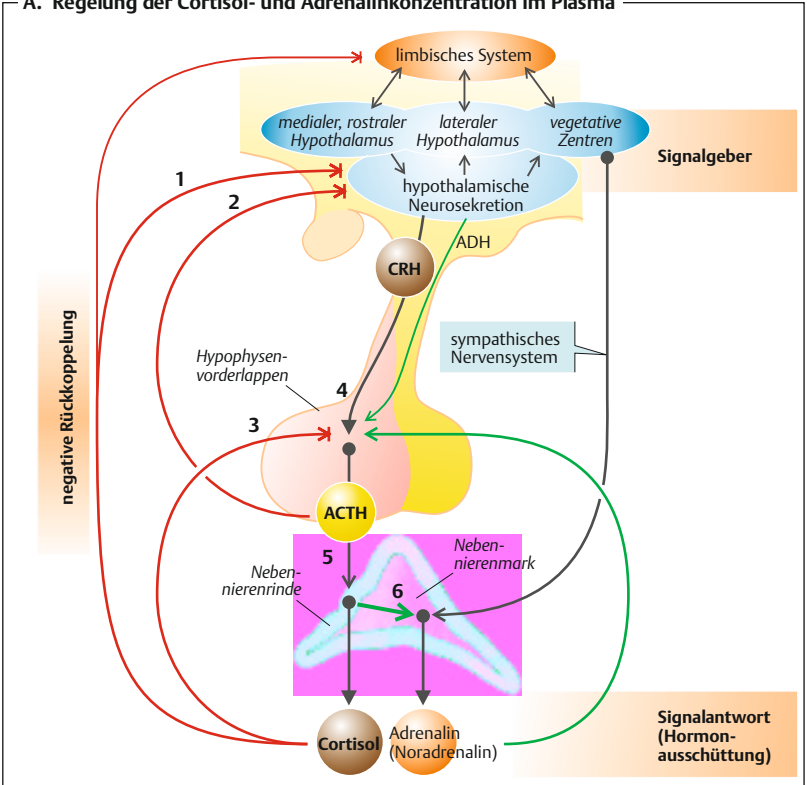 A. Regelung der Cortisol- und Adrenalinkonzentration im Plasma
limbisches System
medialer, rostraler
Hypothalamus
lateraler
Hypothalamus
vegetative
Zentren
Signalgeber
1
2
hypothalamische
Neurosekretion
ADH
CRH
sympathisches
Nervensystem
negative Rückkoppelung
Hypophysen-
vorderlappen
4
3
ACTH
5
Neben-
nierenrinde
6
Neben-
nierenmark
Cortisol
Adrenalin
(Noradrenalin)
Signalantwort
(Hormon-
ausschüttung)